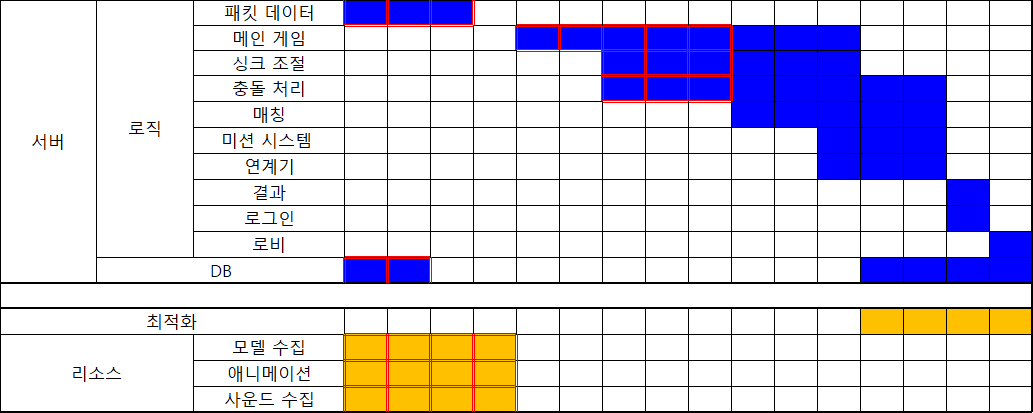 패킷 데이터
메인 게임
싱크 조절
충돌 처리
서버
로직
매칭
미션 시스템
연계기
결과
로그인
로비
DB
최적화
모델 수집
리소스
애니메이션
사운드 수집